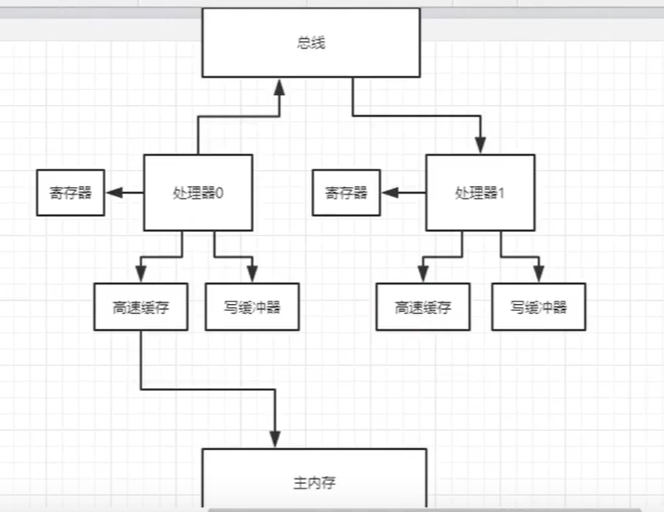 总线
寄存器
处理器0
寄存器
处理器1
高速缓存
写缓冲器
高速缓存
写缓冲器
主内存